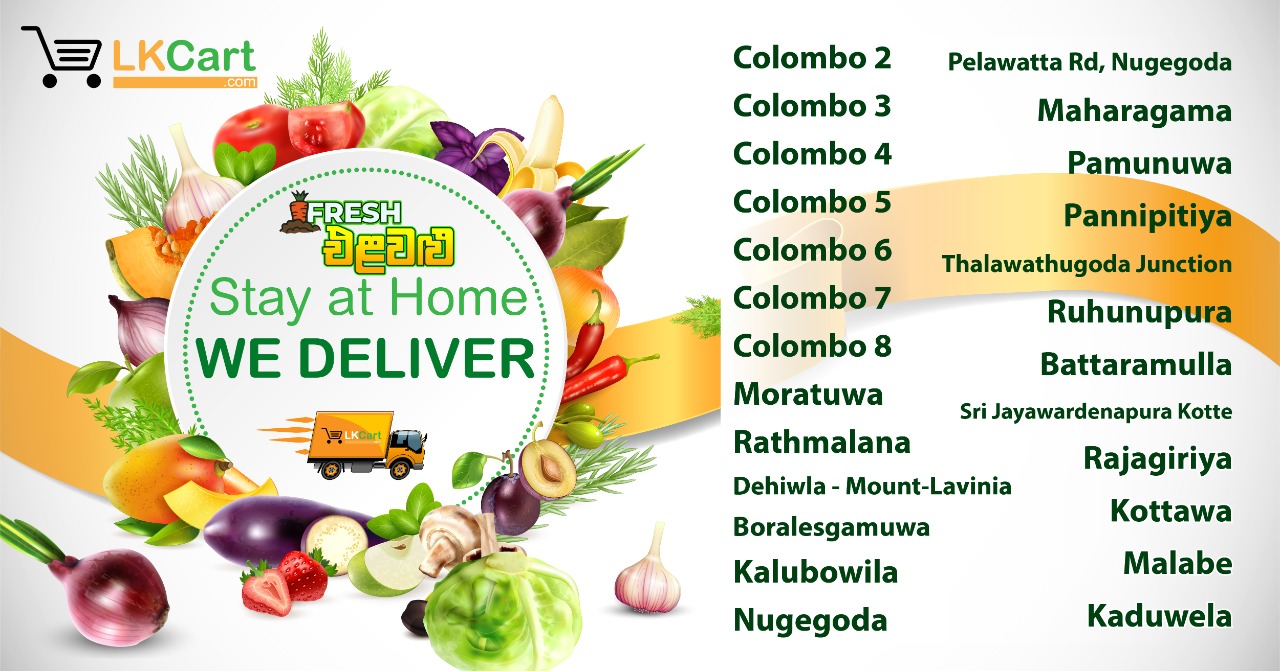 LKCart
.com
FRESH
එළවළු
Stay at Home
WE DELIVER
LKCart
Colombo 2
Colombo 3
Colombo 4
Colombo 5
Colombo 6
Colombo 7
Colombo 8
Moratuwa
Rathmalana
Dehiwla - Mount-Lavinia
Boralesgamuwa
Kalubowila
Nugegoda
Pelawatta Rd, Nugegoda
Maharagama
Pamunuwa
Pannipitiya
Thalawathugoda Junction
Ruhunupura
Battaramulla
Sri Jayawardenapura Kotte
Rajagiriya
Kottawa
Malabe
Kaduwela